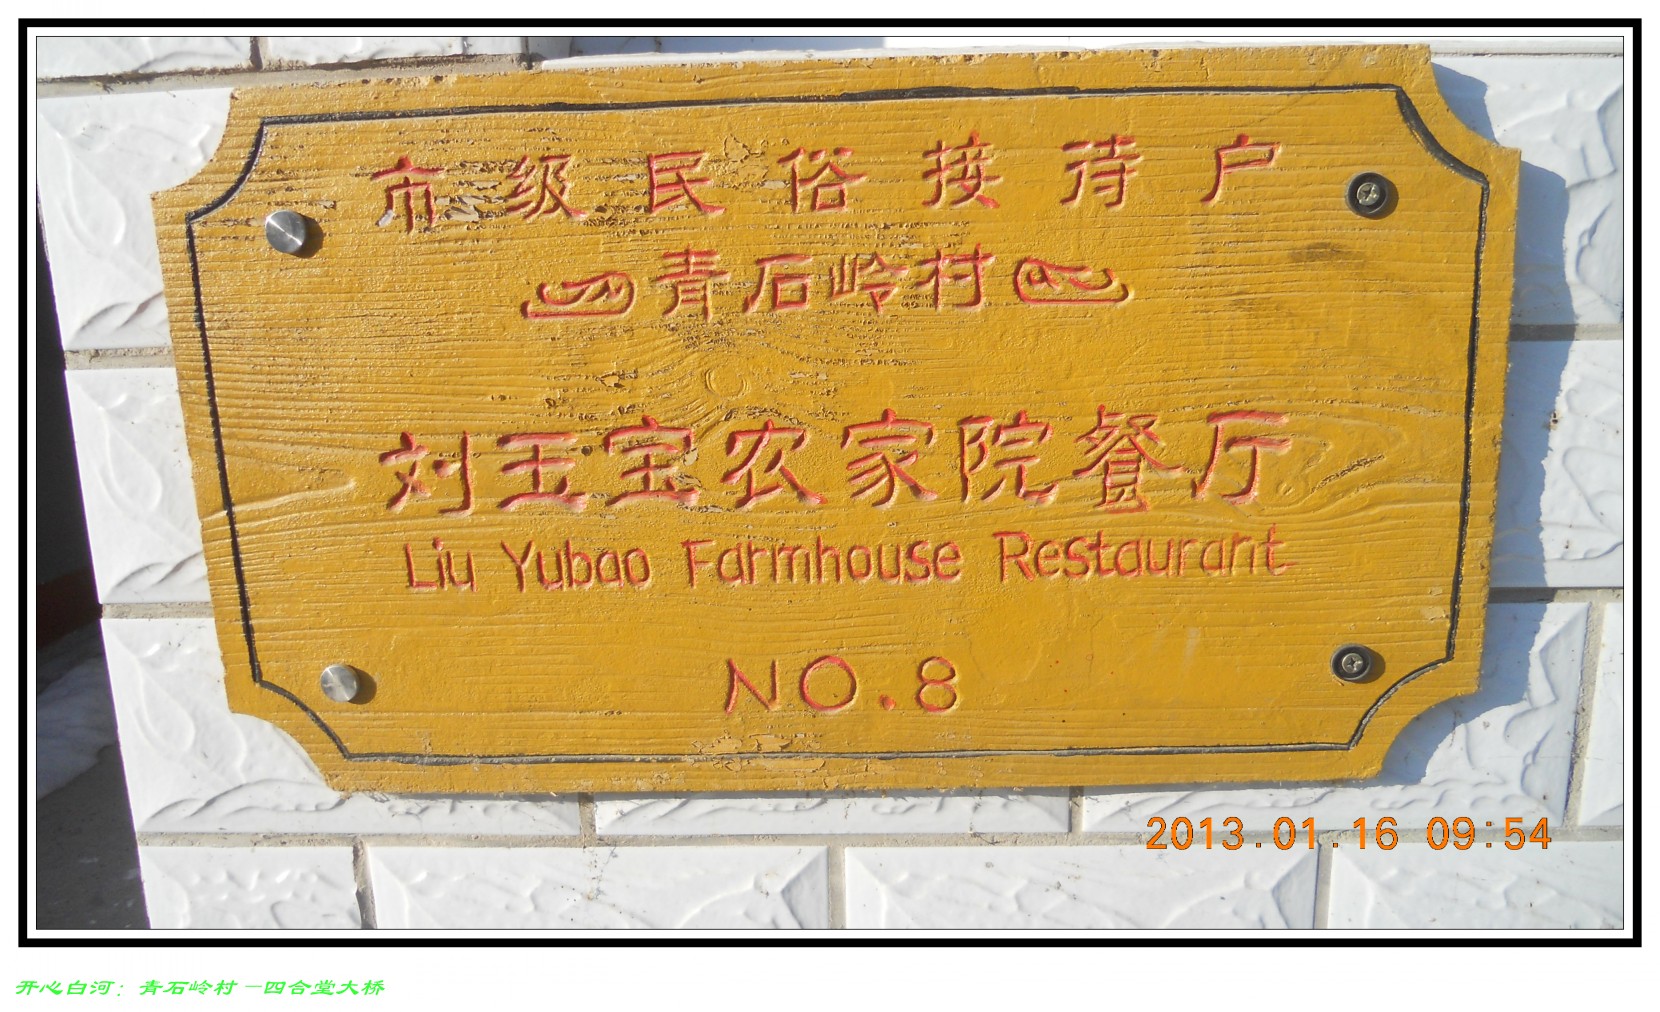 市级民俗接待户
青石岭村
刘玉宝农家院餐厅
Liu Yubao Farmhouse Restaurant
NO.8
2013.01.16 09:54
开心白河：青石岭村—四合堂大桥